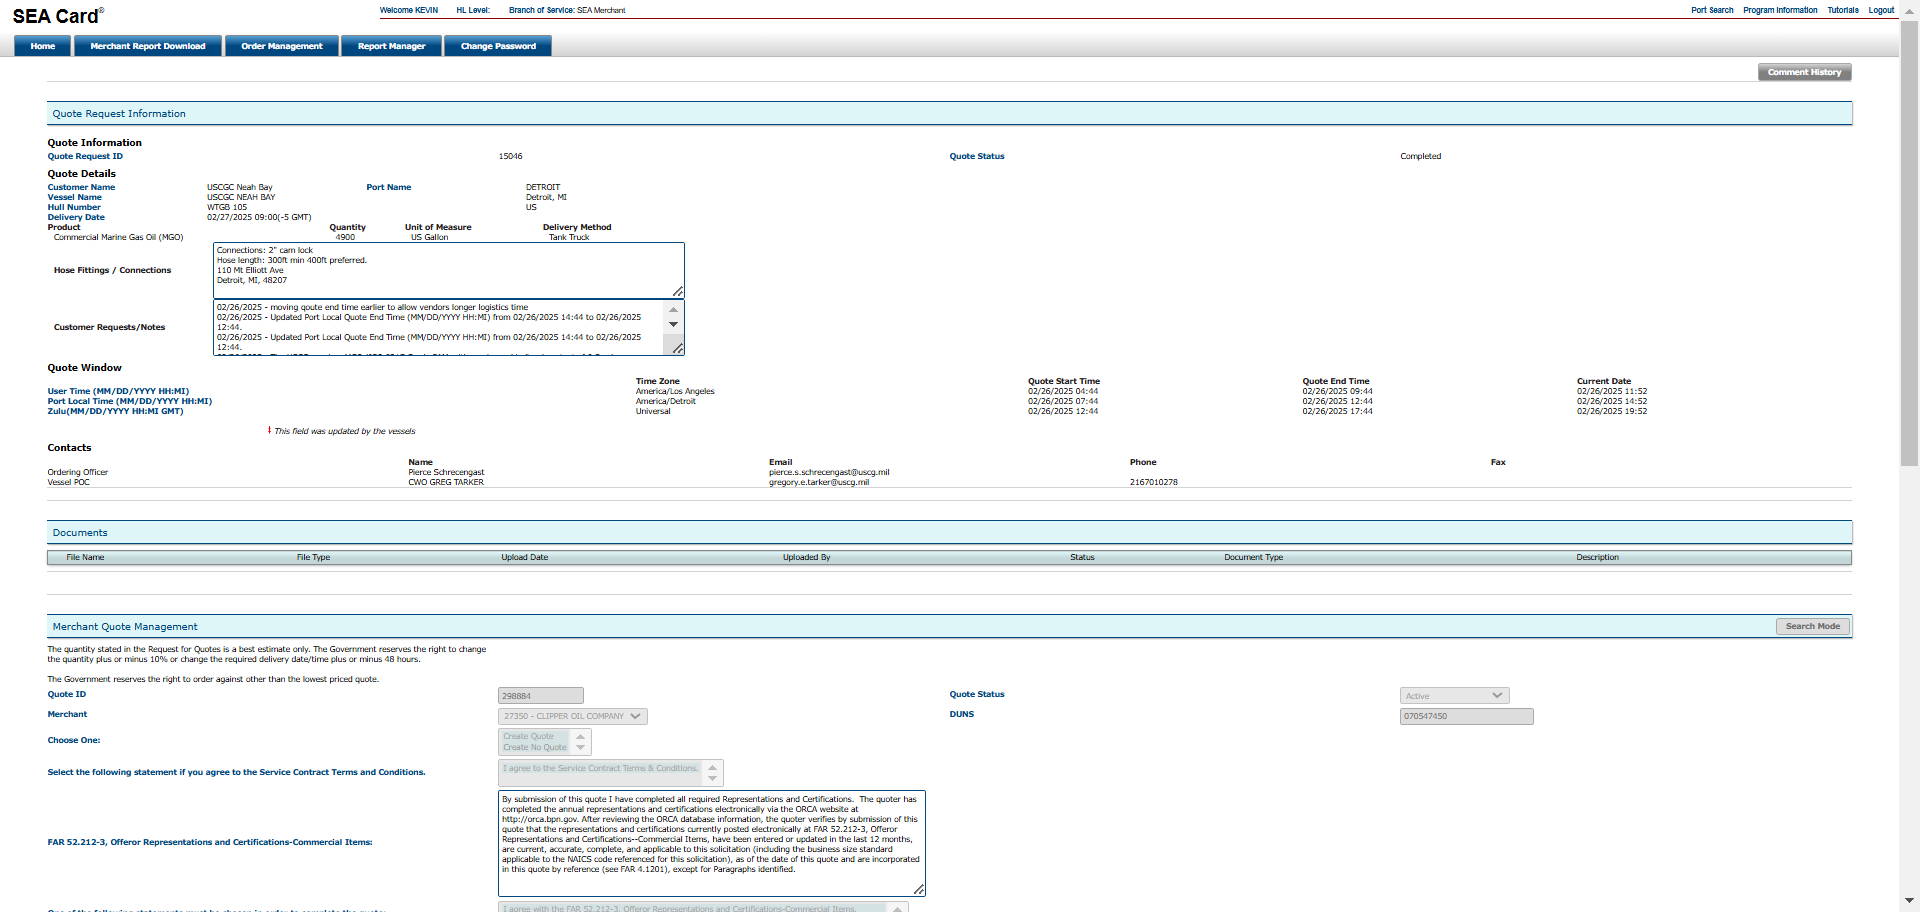 SEA Card®
Welcome KEVIN HL Level: Branch of Service: SEA Merchant
Port Search Program Information Tutorials Logout
Home Merchant Report Download Order Management Report Manager Change Password
Comment History
Quote Request Information
Quote Information
Quote Request ID 15046 Quote Status Completed
Quote Details
Customer Name USCGC Neah Bay Port Name DETROIT
Vessel Name USCGC NEAH BAY Detroit, MI
Hull Number WTGB 105 US
Delivery Date 02/27/2025 09:00(-5 GMT)
Product Quantity Unit of Measure Delivery Method
Commercial Marine Gas Oil (MGO) 4900 US Gallon Tank Truck
Hose Fittings / Connections
Connections: 2" cam lock
Hose length: 300ft min 400ft preferred.
110 Mt Elliott Ave
Detroit, MI, 48207
Customer Requests/Notes
02/26/2025 - moving qoute end time earlier to allow vendors longer logistics time
02/26/2025 - Updated Port Local Quote End Time (MM/DD/YYYY HH:MI) from 02/26/2025 14:44 to 02/26/2025
12:44.
02/26/2025 - Updated Port Local Quote End Time (MM/DD/YYYY HH:MI) from 02/26/2025 14:44 to 02/26/2025
12:44.
Quote Window
Time Zone Quote Start Time Quote End Time Current Date
User Time (MM/DD/YYYY HH:MI) America/Los Angeles 02/26/2025 04:44 02/26/2025 09:44 02/26/2025 11:52
Port Local Time (MM/DD/YYYY HH:MI) America/Detroit 02/26/2025 07:44 02/26/2025 12:44 02/26/2025 14:52
Zulu(MM/DD/YYYY HH:MI GMT) Universal 02/26/2025 12:44 02/26/2025 17:44 02/26/2025 19:52
‡ This field was updated by the vessels
Contacts
Name Email Phone Fax
Ordering Officer Pierce Schrecengast pierce.s.schrecengast@uscg.mil
Vessel POC CWO GREG TARKER gregory.e.tarker@uscg.mil 2167010278
Documents
File Name File Type Upload Date Uploaded By Status Document Type Description
Merchant Quote Management
Search Mode
The quantity stated in the Request for Quotes is a best estimate only. The Government reserves the right to change
the quantity plus or minus 10% or change the required delivery date/time plus or minus 48 hours.
The Government reserves the right to order against other than the lowest priced quote.
Quote ID 298884 Quote Status Active
Merchant 27350 - CLIPPER OIL COMPANY DUNS 070547450
Choose One:
Create Quote
Create No Quote
Select the following statement if you agree to the Service Contract Terms and Conditions.
I agree to the Service Contract Terms & Conditions.
FAR 52.212-3, Offeror Representations and Certifications-Commercial Items:
By submission of this quote I have completed all required Representations and Certifications. The quoter has
completed the annual representations and certifications electronically via the ORCA website at
http://orca.bpn.gov. After reviewing the ORCA database information, the quoter verifies by submission of this
quote that the representations and certifications currently posted electronically at FAR 52.212-3, Offeror
Representations and Certifications--Commercial Items, have been entered or updated in the last 12 months,
are current, accurate, complete, and applicable to this solicitation (including the business size standard
applicable to the NAICS code referenced for this solicitation), as of the date of this quote and are incorporated
in this quote by reference (see FAR 4.1201), except for Paragraphs identified.
One of the following statements must be chosen in order to complete the quote:
I agree with the FAR 52.212-3, Offeror Representations and Certifications-Commercial Items.